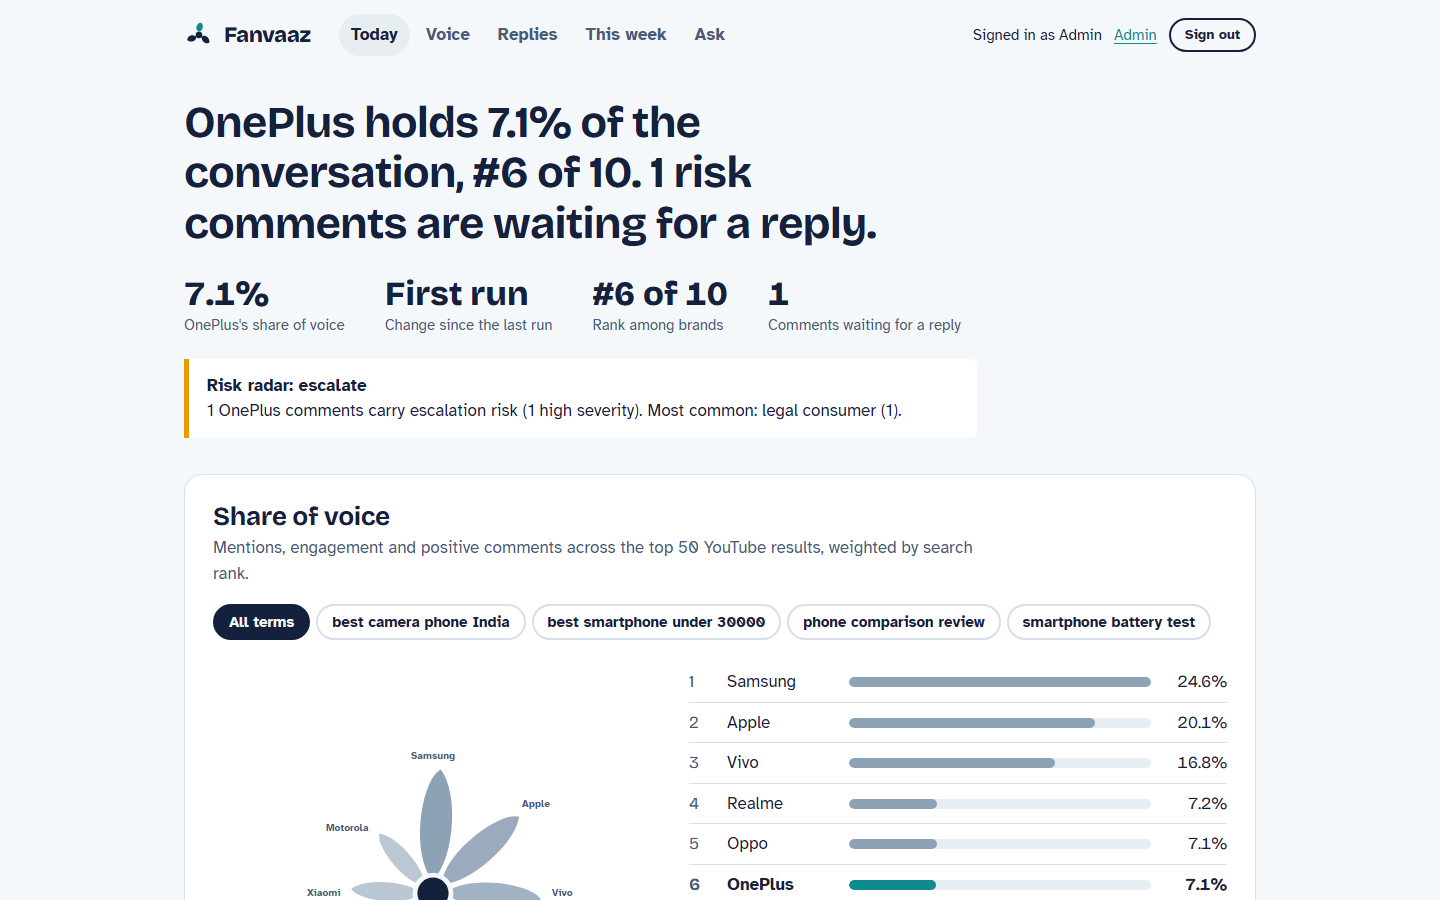 Fanvaaz
Today Voice Replies This week Ask
Signed in as Admin Admin Sign out
OnePlus holds 7.1% of the
conversation, #6 of 10. 1 risk
comments are waiting for a reply.
7.1% First run #6 of 10 1
OnePlus's share of voice Change since the last run Rank among brands Comments waiting for a reply
Risk radar: escalate
1 OnePlus comments carry escalation risk (1 high severity). Most common: legal consumer (1).
Share of voice
Mentions, engagement and positive comments across the top 50 YouTube results, weighted by search
rank.
All terms best camera phone India best smartphone under 30000 phone comparison review smartphone battery test
Samsung
Apple
Motorola
Xiaomi
Vivo
1 Samsung 24.6%
2 Apple 20.1%
3 Vivo 16.8%
4 Realme 7.2%
5 Oppo 7.1%
6 OnePlus 7.1%